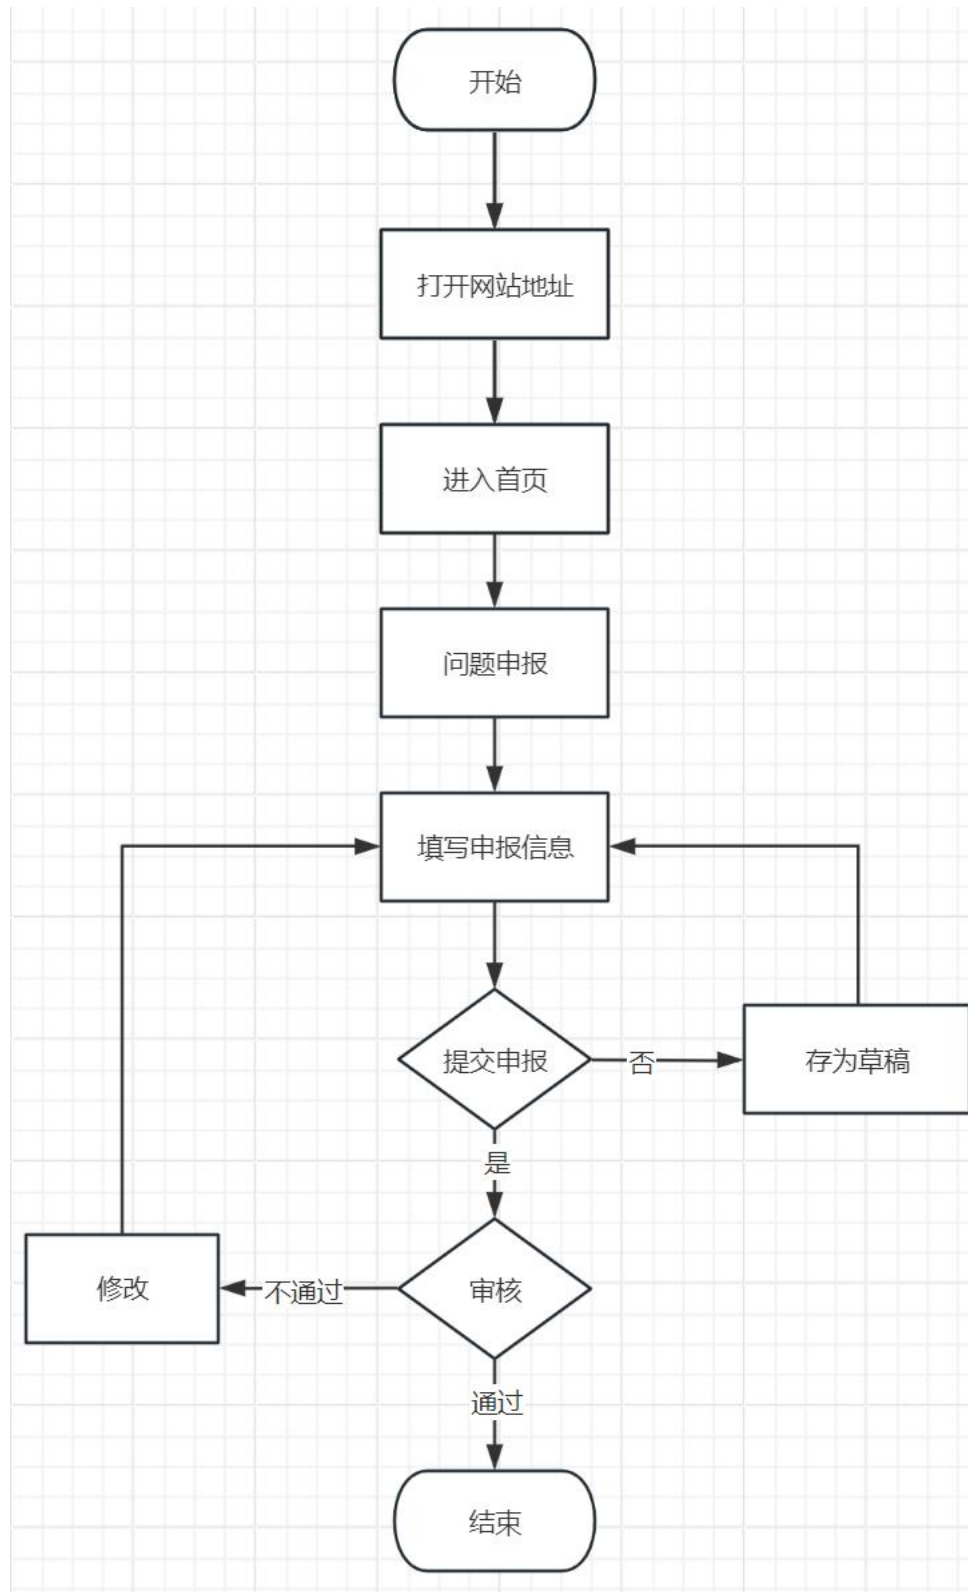 开始
打开网站地址
进入首页
问题申报
填写申报信息
提交申报
否
存为草稿
是
修改
不通过
审核
通过
结束